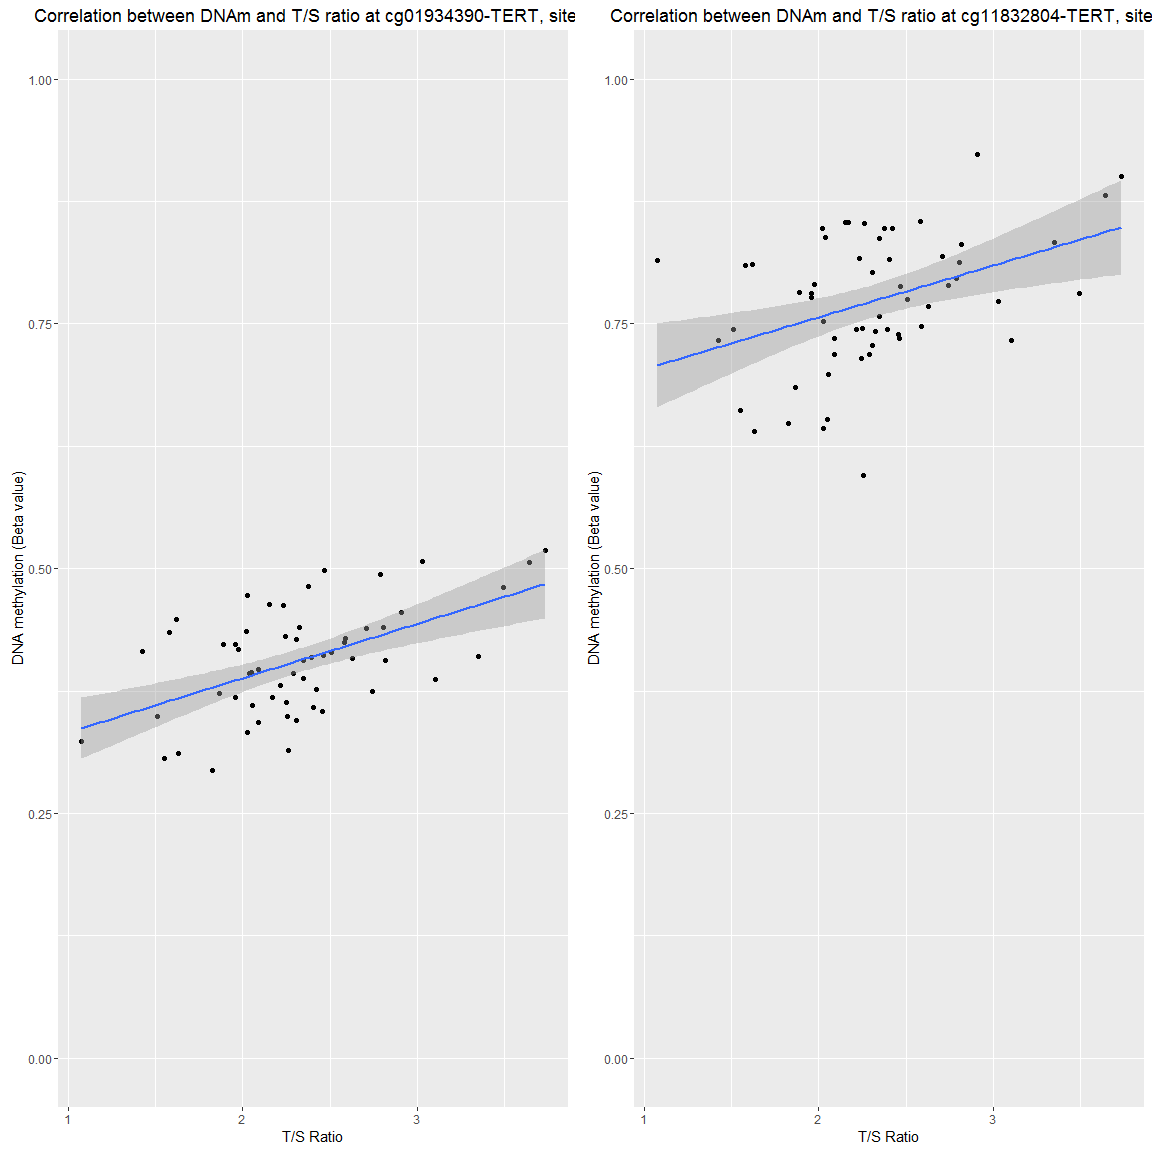 Correlation between DNAm and T/S ratio at cg01934390-TERT, site
DNA methylation (Beta value)
1.00
0.75
0.50
0.25
0.00
1 2 3
T/S Ratio
Correlation between DNAm and T/S ratio at cg11832804-TERT, site
DNA methylation (Beta value)
1.00
0.75
0.50
0.25
0.00
1 2 3
T/S Ratio